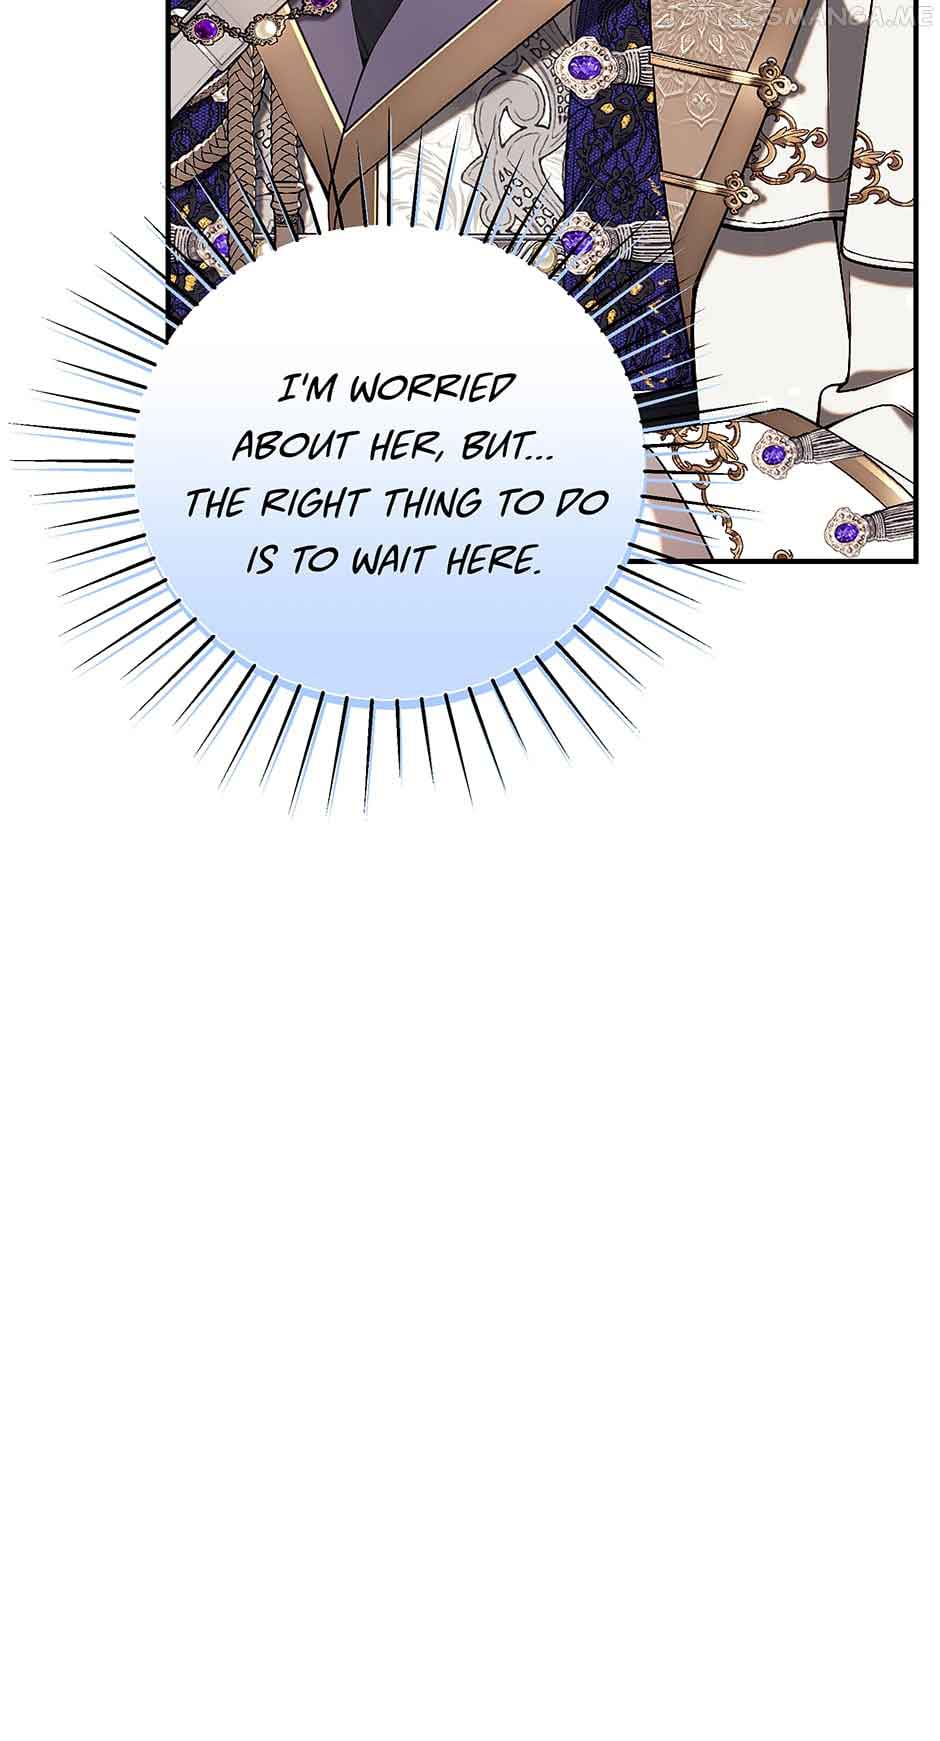 I'M WORRIED
ABOUT HER, BUT...
THE RIGHT THING TO DO
IS TO WAIT HERE.